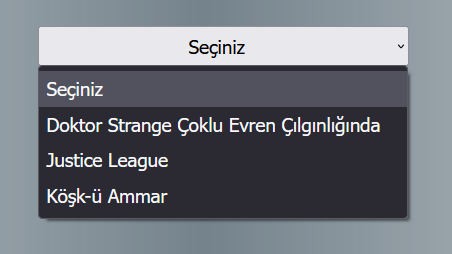 Seçiniz
Seçiniz
Doktor Strange Çoklu Evren Çılgınlığında
Justice League
Köşk-ü Ammar